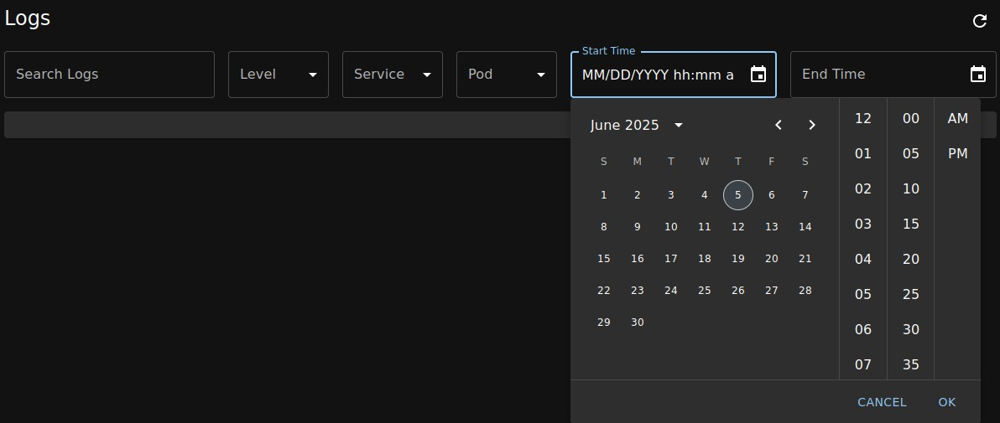 Logs
Search Logs
Level
Service
Pod
Start Time
MM/DD/YYYY hh:mm a
End Time
June 2025
S M T W T F S
1 2 3 4 5 6 7
8 9 10 11 12 13 14
15 16 17 18 19 20 21
22 23 24 25 26 27 28
29 30
12 00 AM
01 05 PM
02 10
03 15
04 20
05 25
06 30
07 35
CANCEL OK